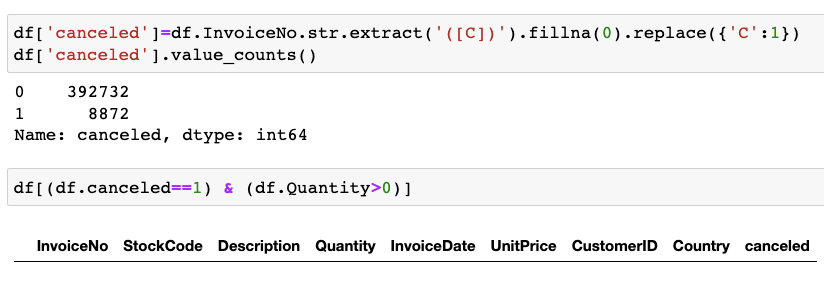 df['canceled']=df.InvoiceNo.str.extract('([C])').fillna(0).replace({'C':1})
df['canceled'].value_counts()
0    392732
1      8872
Name: canceled, dtype: int64
df[(df.canceled==1) & (df.Quantity>0)]
InvoiceNo StockCode Description Quantity InvoiceDate UnitPrice CustomerID Country canceled